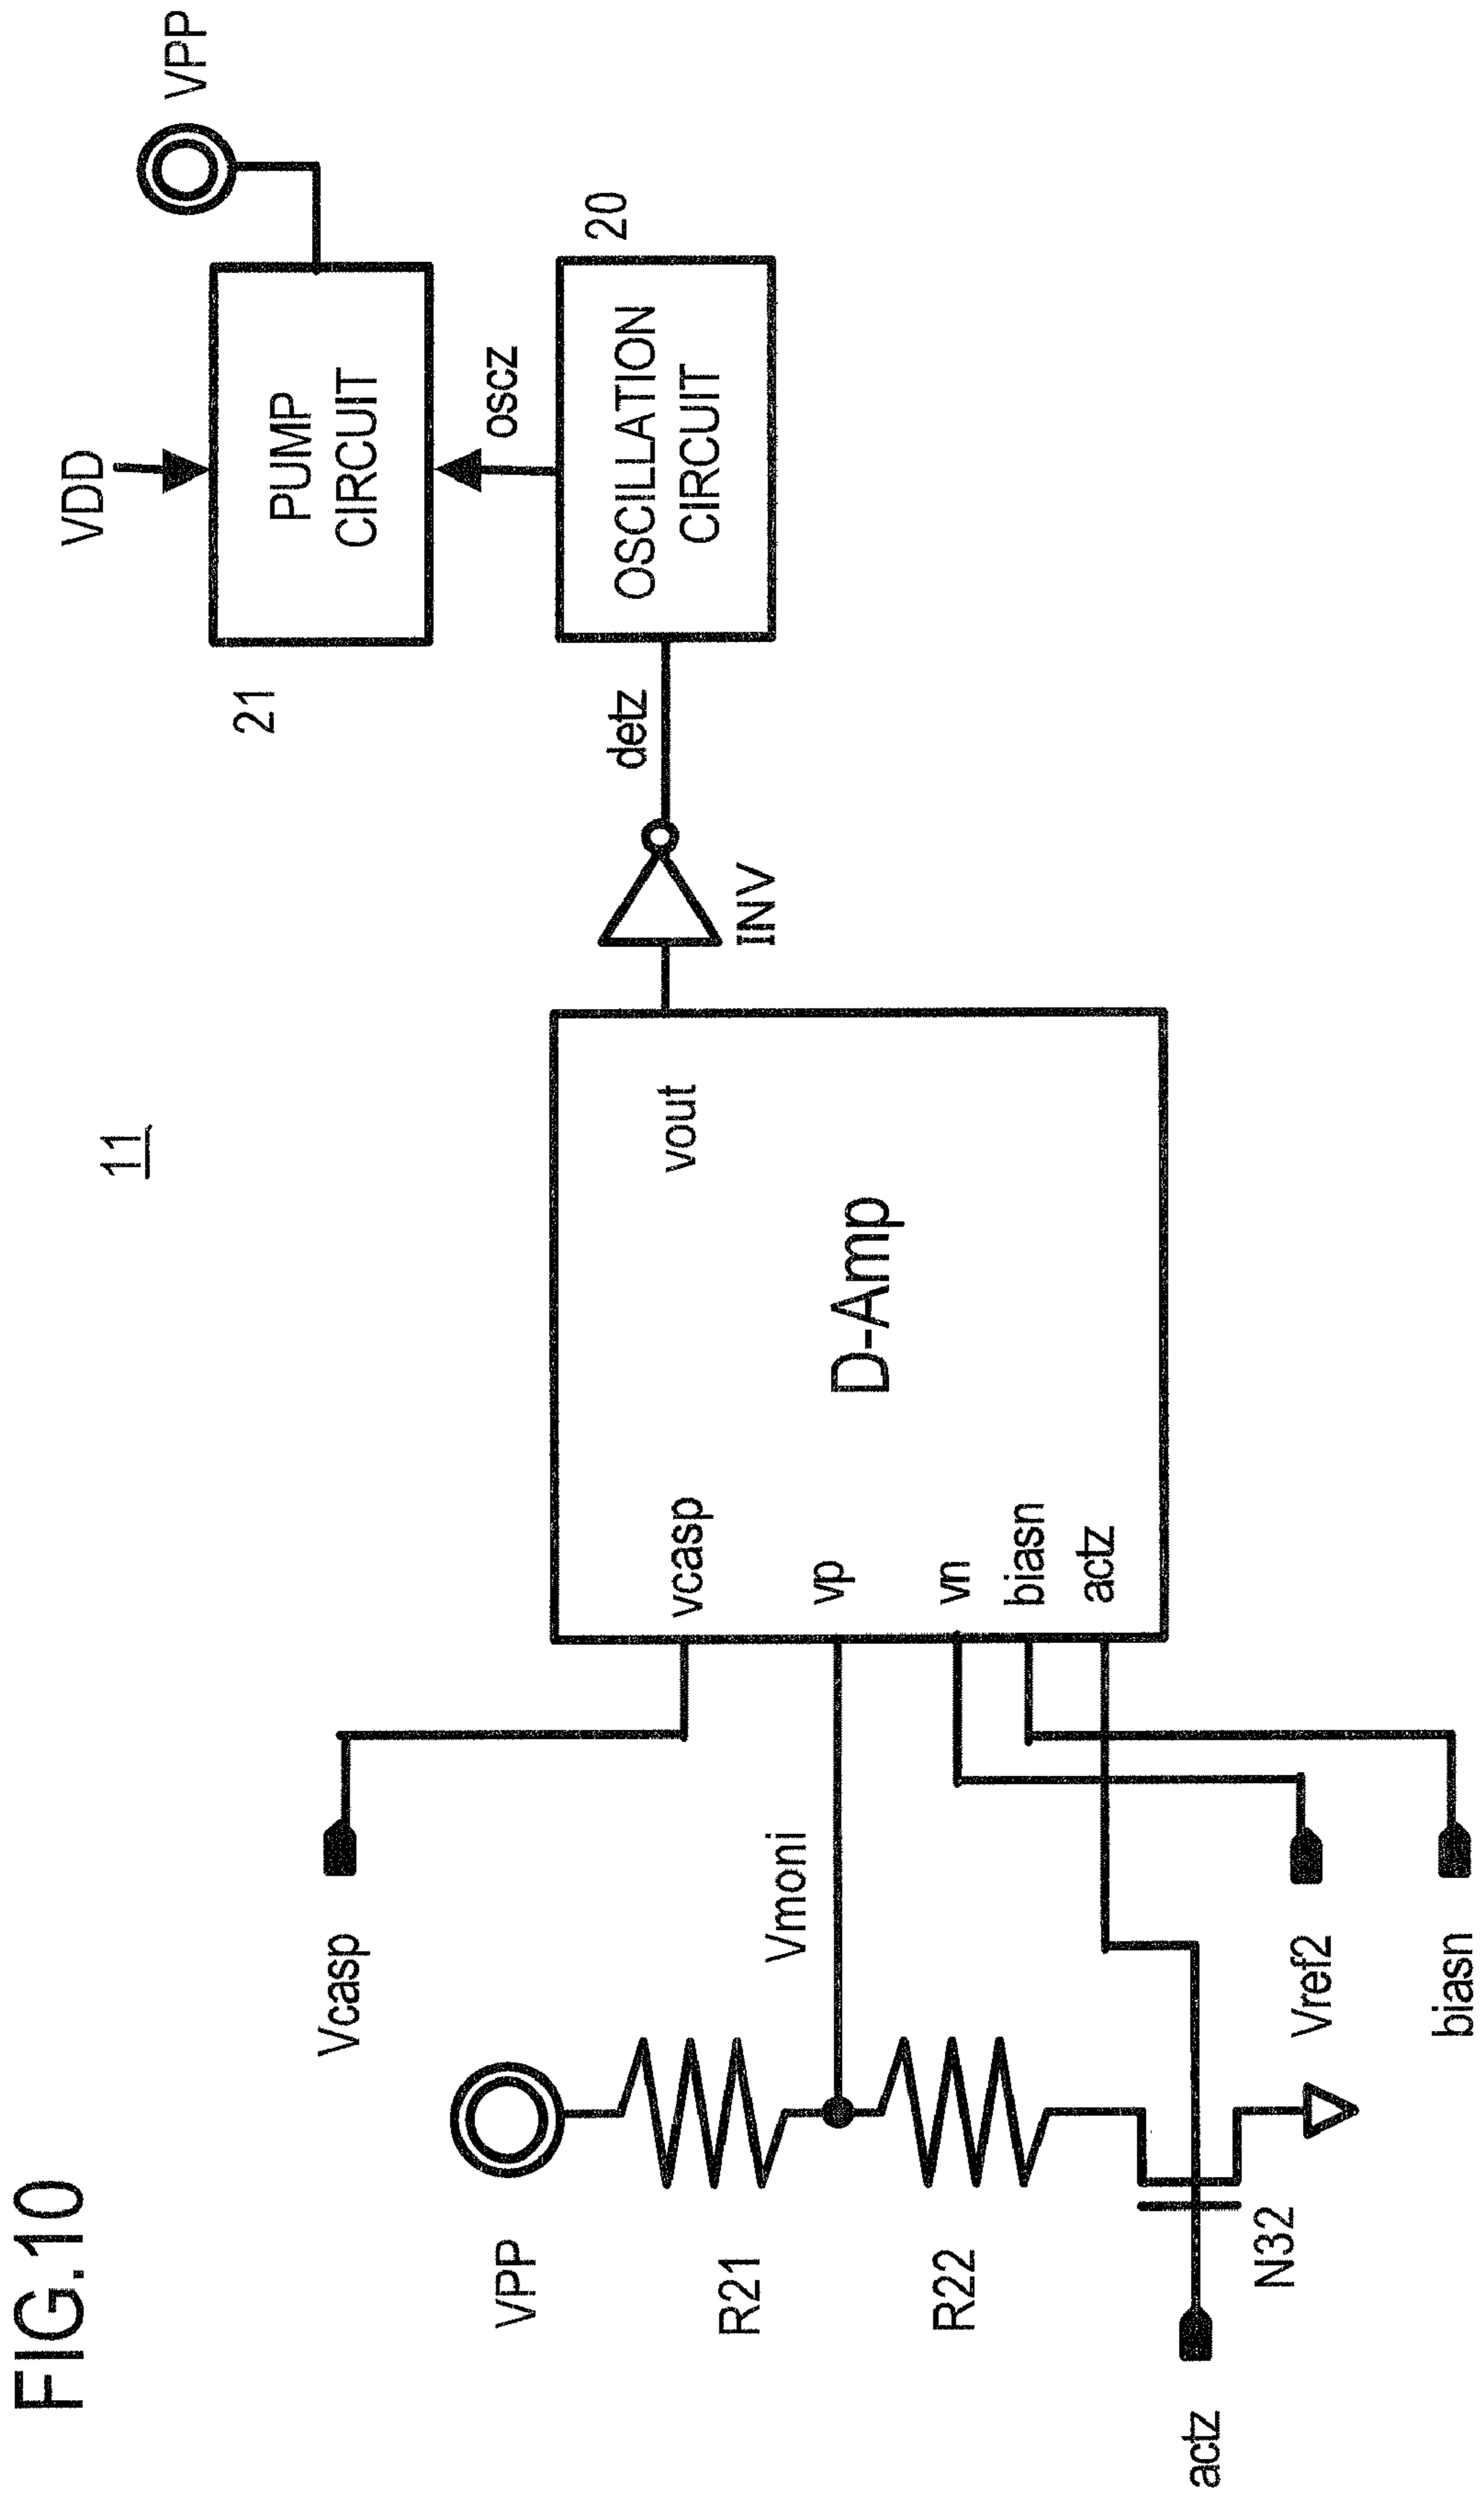 FIG.10
11
VDD
VPP
PUMP
CIRCUIT
21
oscz
20
OSCILLATION
CIRCUIT
detz
INV
vout
D-Amp
vcasp
vp
vn
biasn
actz
Vcasp
Vmoni
VPP
R21
R22
N32
actz
Vref2
biasn